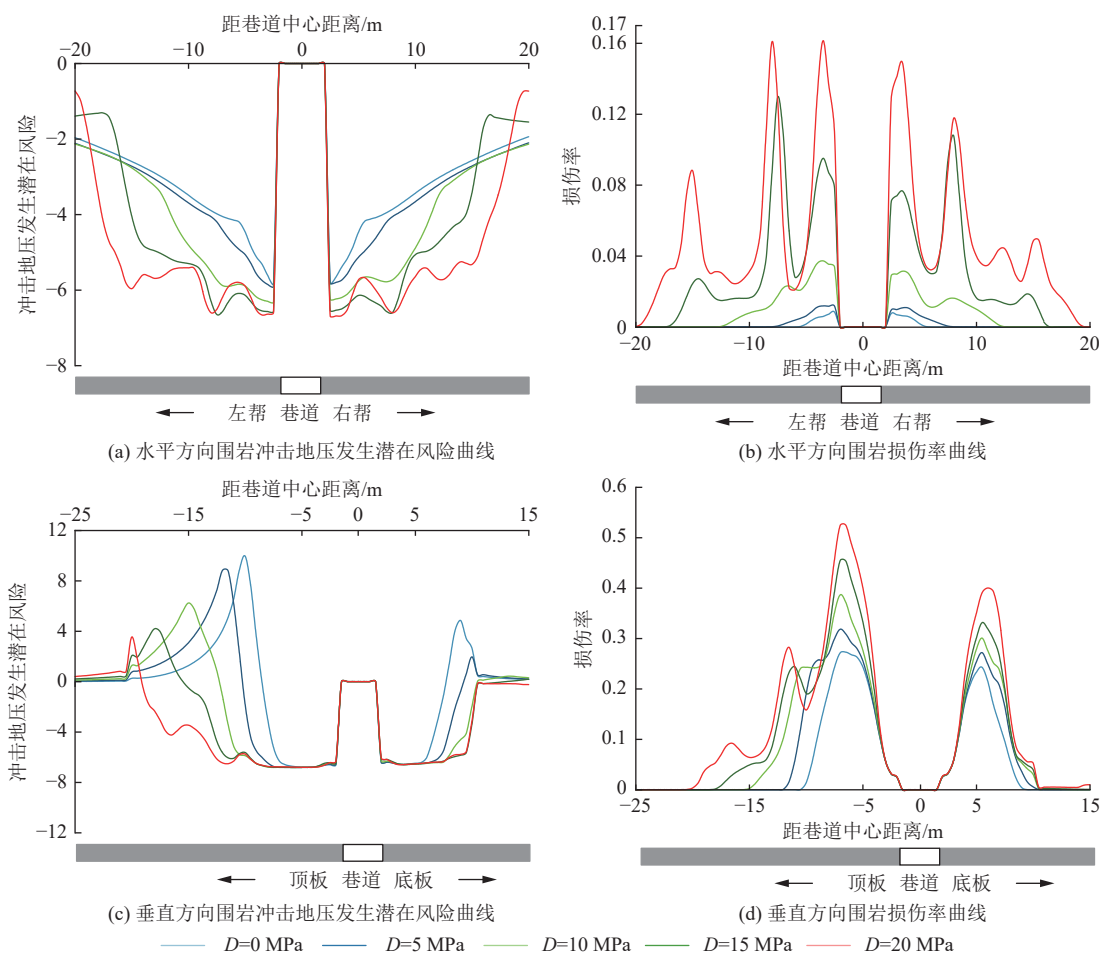 距巷道中心距离/m
−20 −10 0 10 20
0
−2
−4
−6
−8
冲击地压发生潜在风险
左帮 巷道 右帮
(a) 水平方向围岩冲击地压发生潜在风险曲线
0.16
0.12
0.08
0.04
0
损伤率
−20 −10 0 10 20
距巷道中心距离/m
左帮 巷道 右帮
(b) 水平方向围岩损伤率曲线
距巷道中心距离/m
−25 −15 −5 0 5 15
12
8
4
0
−4
−8
−12
冲击地压发生潜在风险
顶板 巷道 底板
(c) 垂直方向围岩冲击地压发生潜在风险曲线
0.6
0.5
0.4
0.3
0.2
0.1
0
损伤率
−25 −15 −5 0 5 15
距巷道中心距离/m
顶板 巷道 底板
(d) 垂直方向围岩损伤率曲线
D=0 MPa D=5 MPa D=10 MPa D=15 MPa D=20 MPa